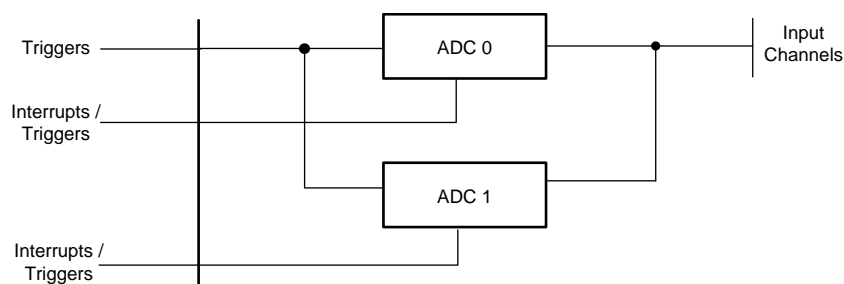 Triggers
ADC 0
Input
Channels
Interrupts /
Triggers
ADC 1
Interrupts /
Triggers